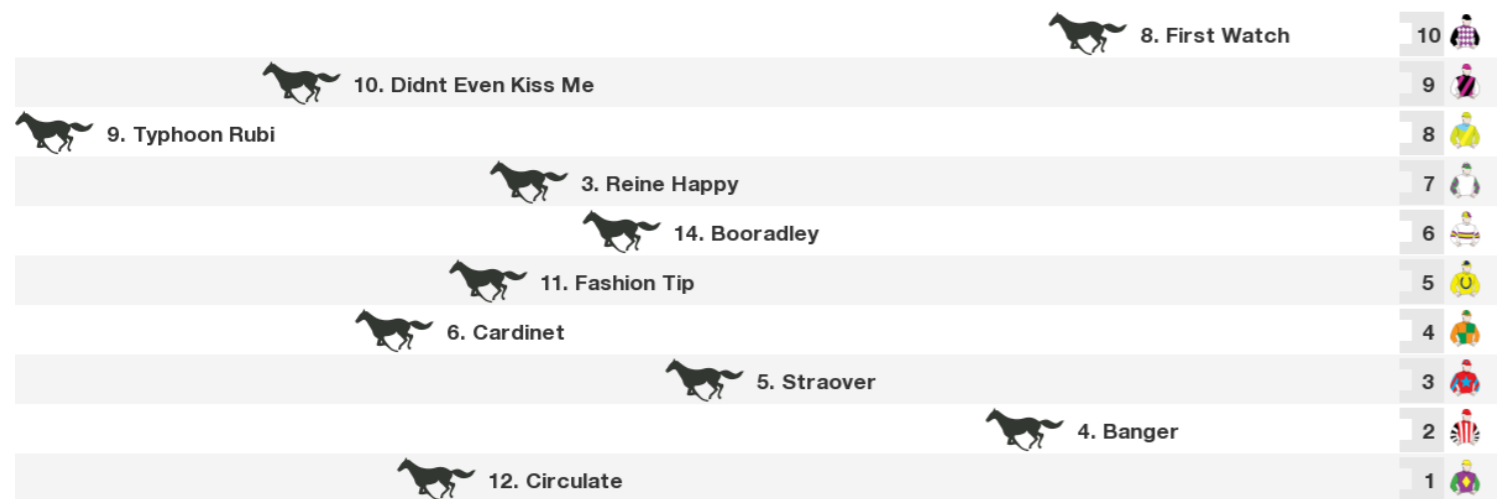 8. First Watch 10
10. Didnt Even Kiss Me 9
9. Typhoon Rubi 8
3. Reine Happy 7
14. Booradley 6
11. Fashion Tip 5
6. Cardinet 4
5. Straover 3
4. Banger 2
12. Circulate 1